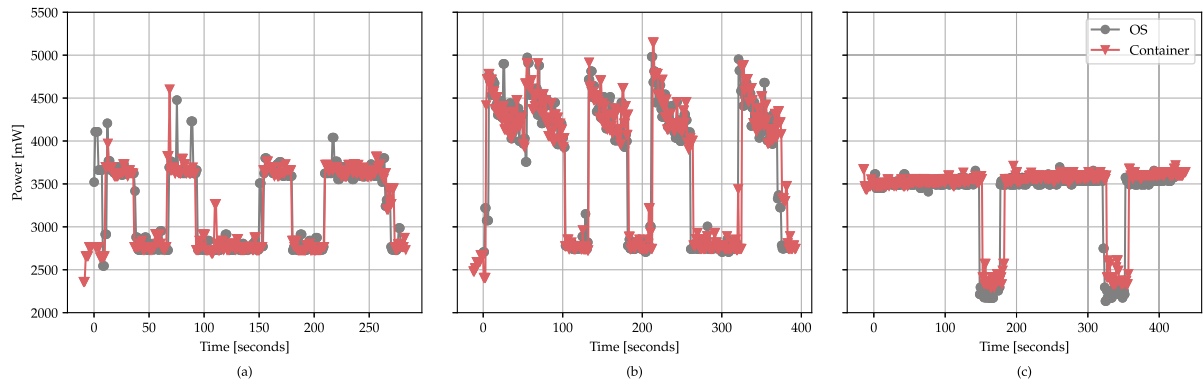 5500
5000
4500
4000
3500
3000
2500
2000
Power [mW]
0 50 100 150 200 250
Time [seconds]
(a)
0 100 200 300 400
Time [seconds]
(b)
0 100 200 300 400
Time [seconds]
(c)
OS
Container